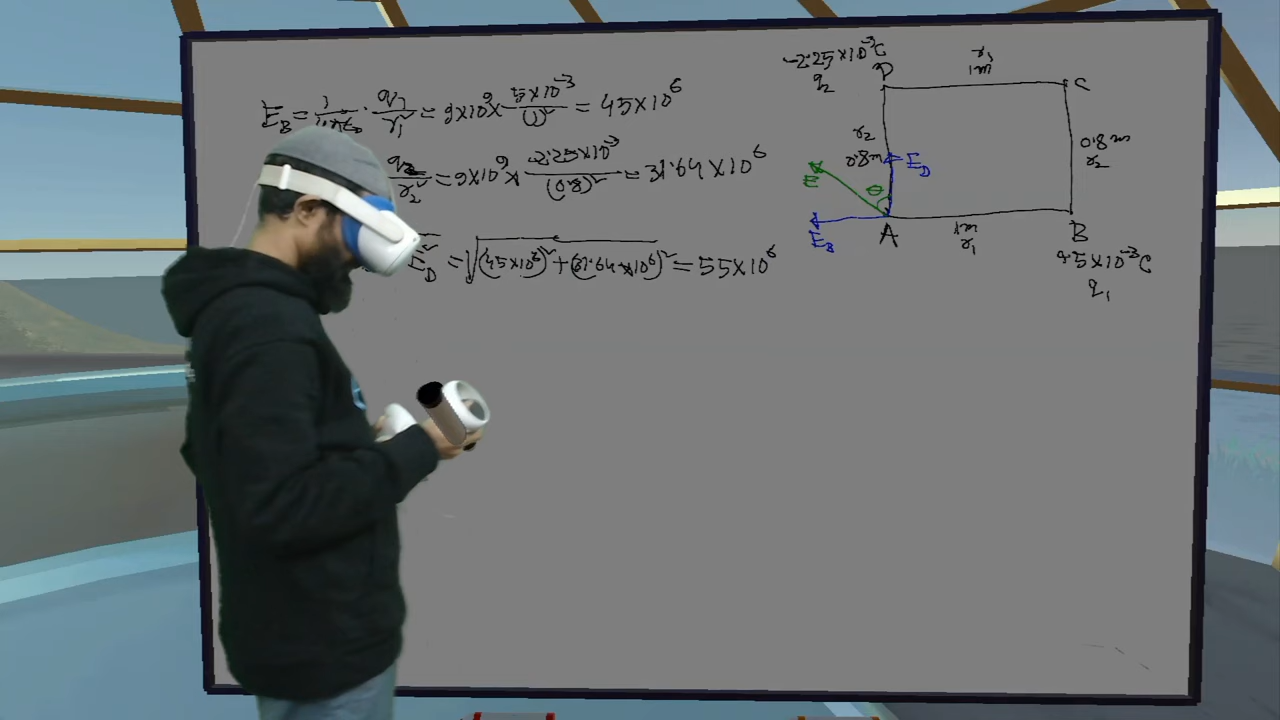 E_B = 1/4πε₀ · q₁/r₁² = 9×10⁹× 5×10⁻³/(1)² = 45×10⁶
q₂/r₂² = 9×10⁹× 2.25×10⁻³/(0.8)² = 31.64×10⁶
E_D² = √(45×10⁶)²+(31.64×10⁶)² = 55×10⁶
-2.25×10⁻³C
q₂
D
r₁
1m
C
r₂
0.8m
E_D
0.8m
r₂
E
θ
E_B
A
1m
r₁
B
5×10⁻³C
q₁